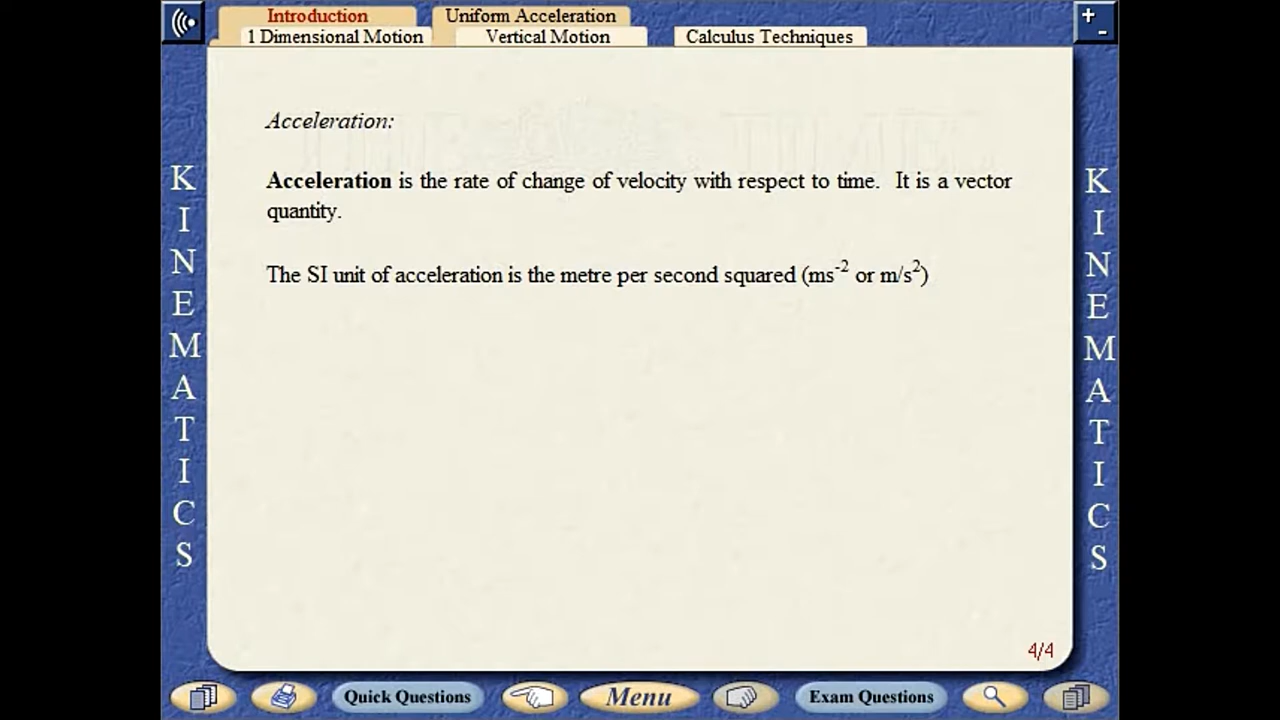 Introduction
Uniform Acceleration
1 Dimensional Motion
Vertical Motion
Calculus Techniques
+
-
KINEMATICS
Acceleration:
Acceleration is the rate of change of velocity with respect to time. It is a vector
quantity.
The SI unit of acceleration is the metre per second squared (ms⁻² or m/s²)
KINEMATICS
4/4
Quick Questions
Menu
Exam Questions